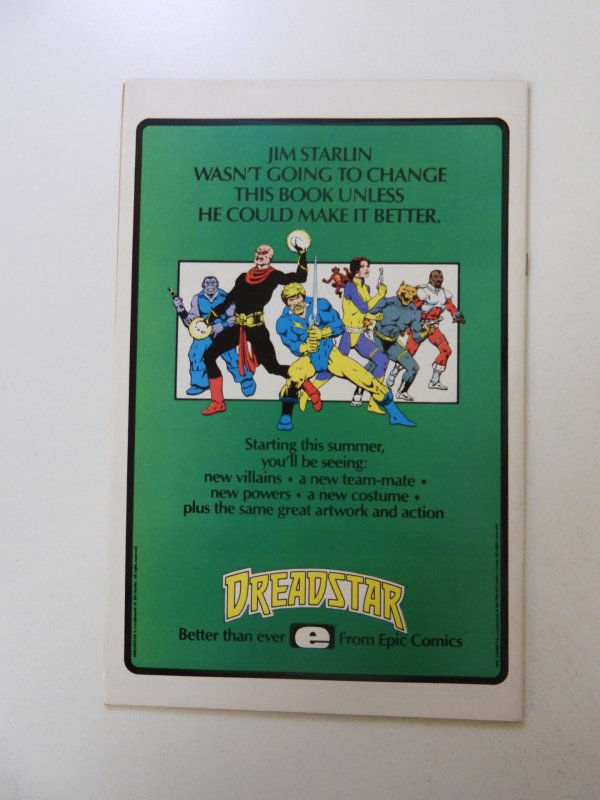 JIM STARLIN
WASN'T GOING TO CHANGE
THIS BOOK UNLESS
HE COULD MAKE IT BETTER.
Starting this summer,
you'll be seeing:
new villains • a new team-mate •
new powers • a new costume •
plus the same great artwork and action
DREADSTAR
Better than ever e From Epic Comics